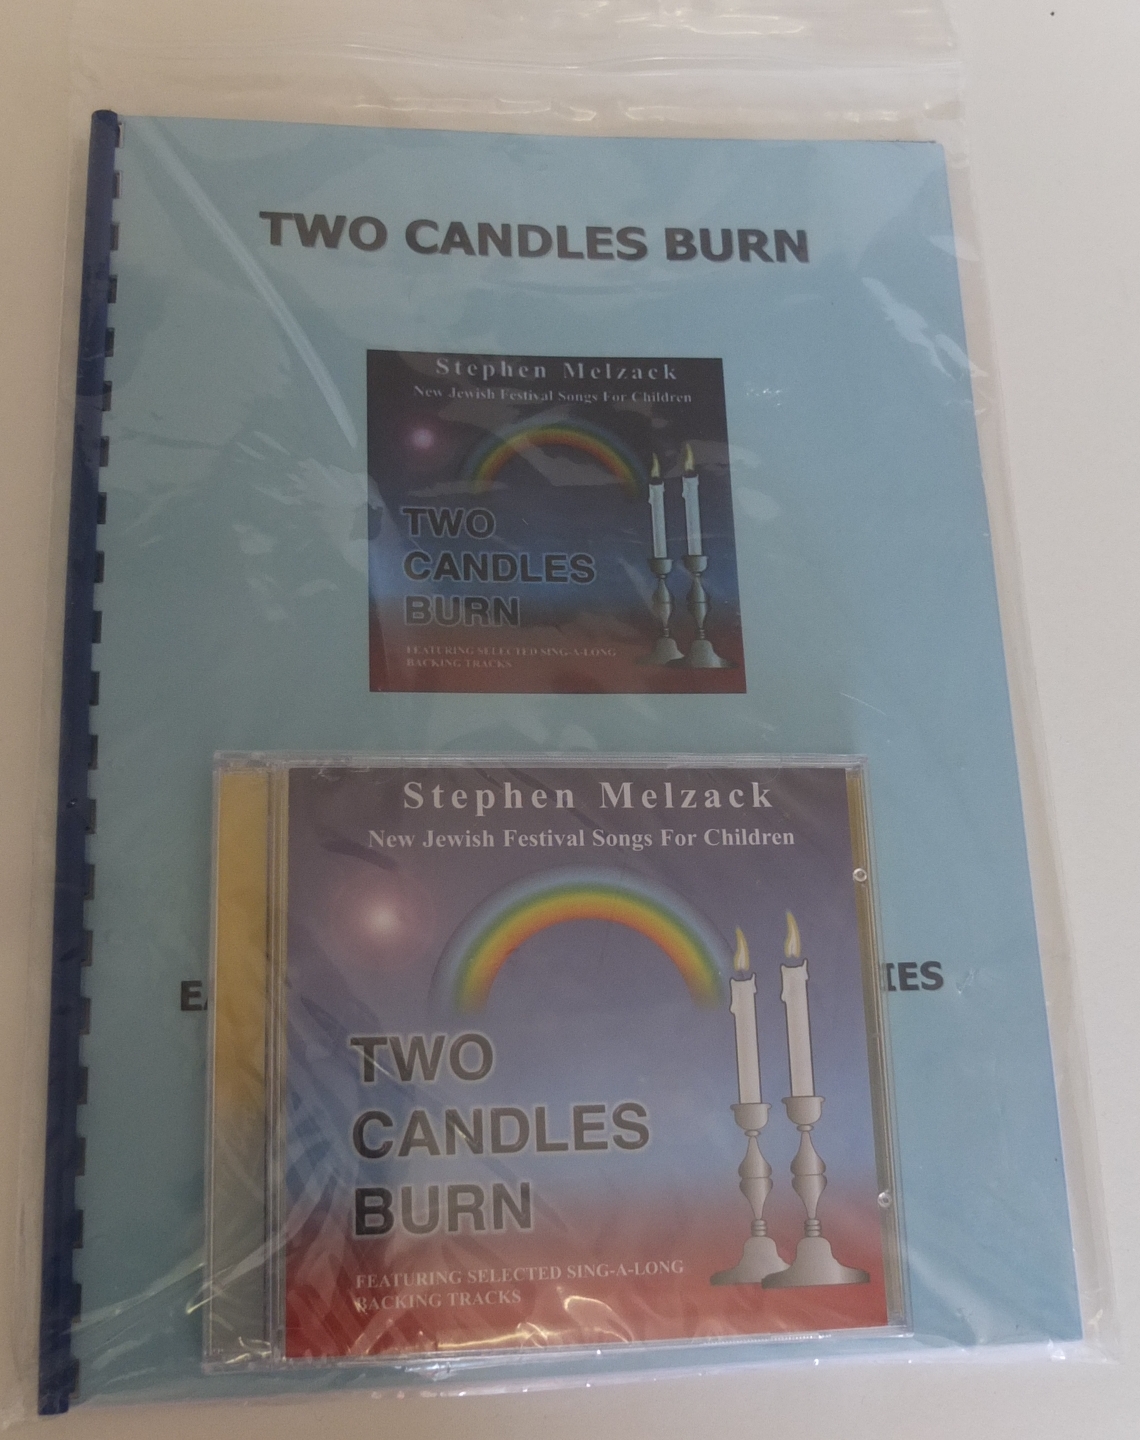 TWO CANDLES BURN
Stephen Melzack
New Jewish Festival Songs For Children
TWO
CANDLES
BURN
FEATURING SELECTED SING-A-LONG
BACKING TRACKS
Stephen Melzack
New Jewish Festival Songs For Children
TWO
CANDLES
BURN
FEATURING SELECTED SING-A-LONG
BACKING TRACKS